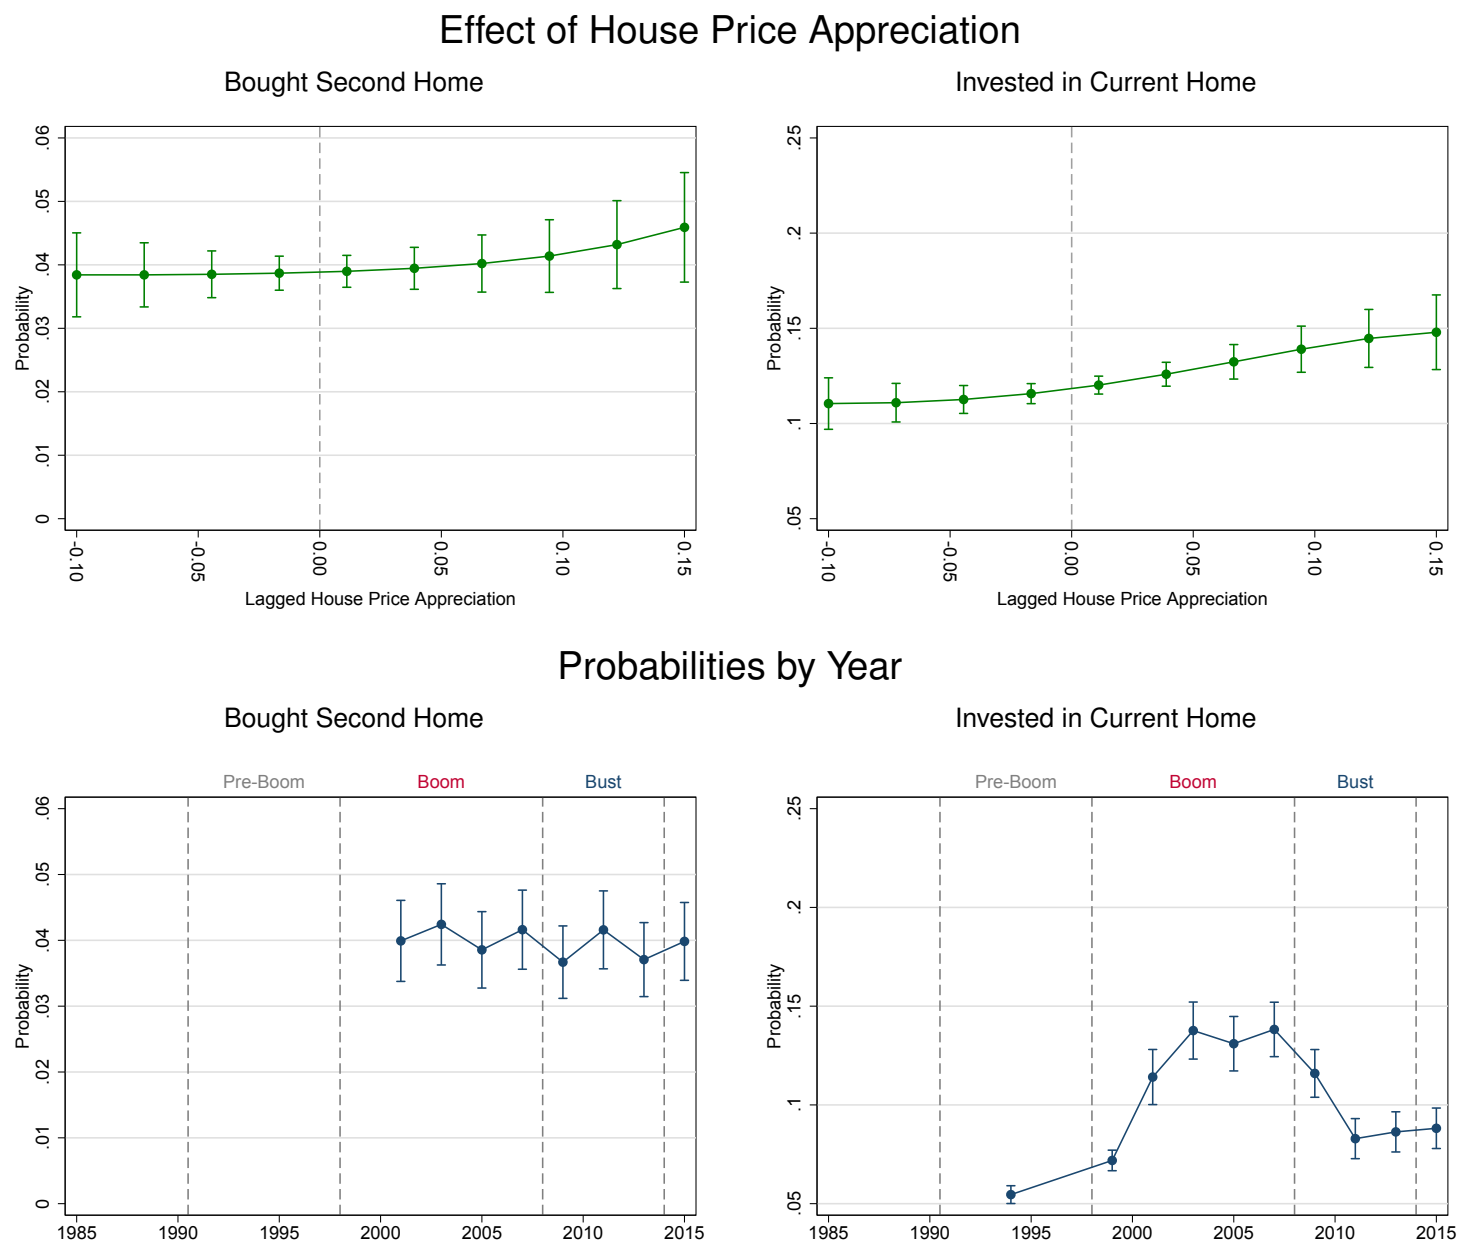 Effect of House Price Appreciation
Bought Second Home
Probability
.06
.05
.04
.03
.02
.01
0
-0.10 -0.05 0.00 0.05 0.10 0.15
Lagged House Price Appreciation
Invested in Current Home
Probability
.25
.2
.15
.1
.05
-0.10 -0.05 0.00 0.05 0.10 0.15
Lagged House Price Appreciation
Probabilities by Year
Bought Second Home
Pre-Boom Boom Bust
Probability
.06
.05
.04
.03
.02
.01
0
1985 1990 1995 2000 2005 2010 2015
Invested in Current Home
Pre-Boom Boom Bust
Probability
.25
.2
.15
.1
.05
1985 1990 1995 2000 2005 2010 2015